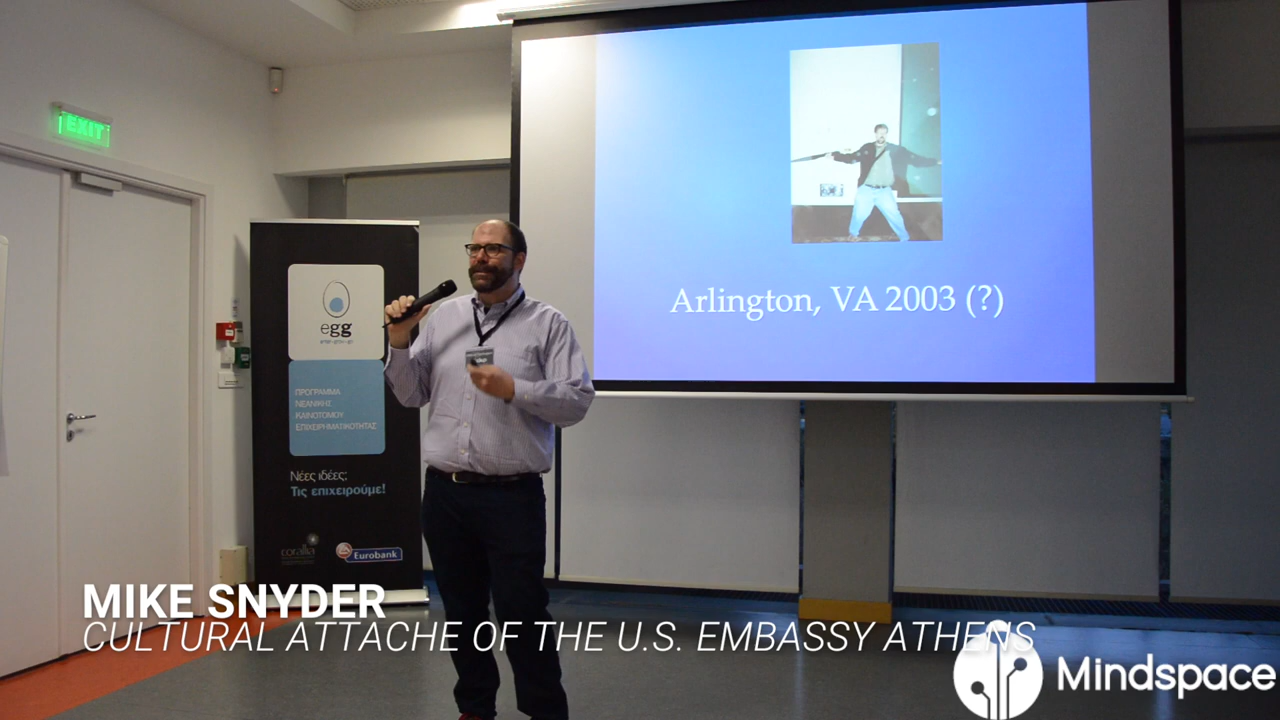 EXIT
Arlington, VA 2003 (?)
egg
ΠΡΟΓΡΑΜΜΑ
ΝΕΑΝΙΚΗΣ
ΚΑΙΝΟΤΟΜΟΥ
ΕΠΙΧΕΙΡΗΜΑΤΙΚΟΤΗΤΑΣ
Νέες ιδέες;
Τις επιχειρούμε!
corallia
Eurobank
MIKE SNYDER
CULTURAL ATTACHE OF THE U.S. EMBASSY ATHENS
Mindspace